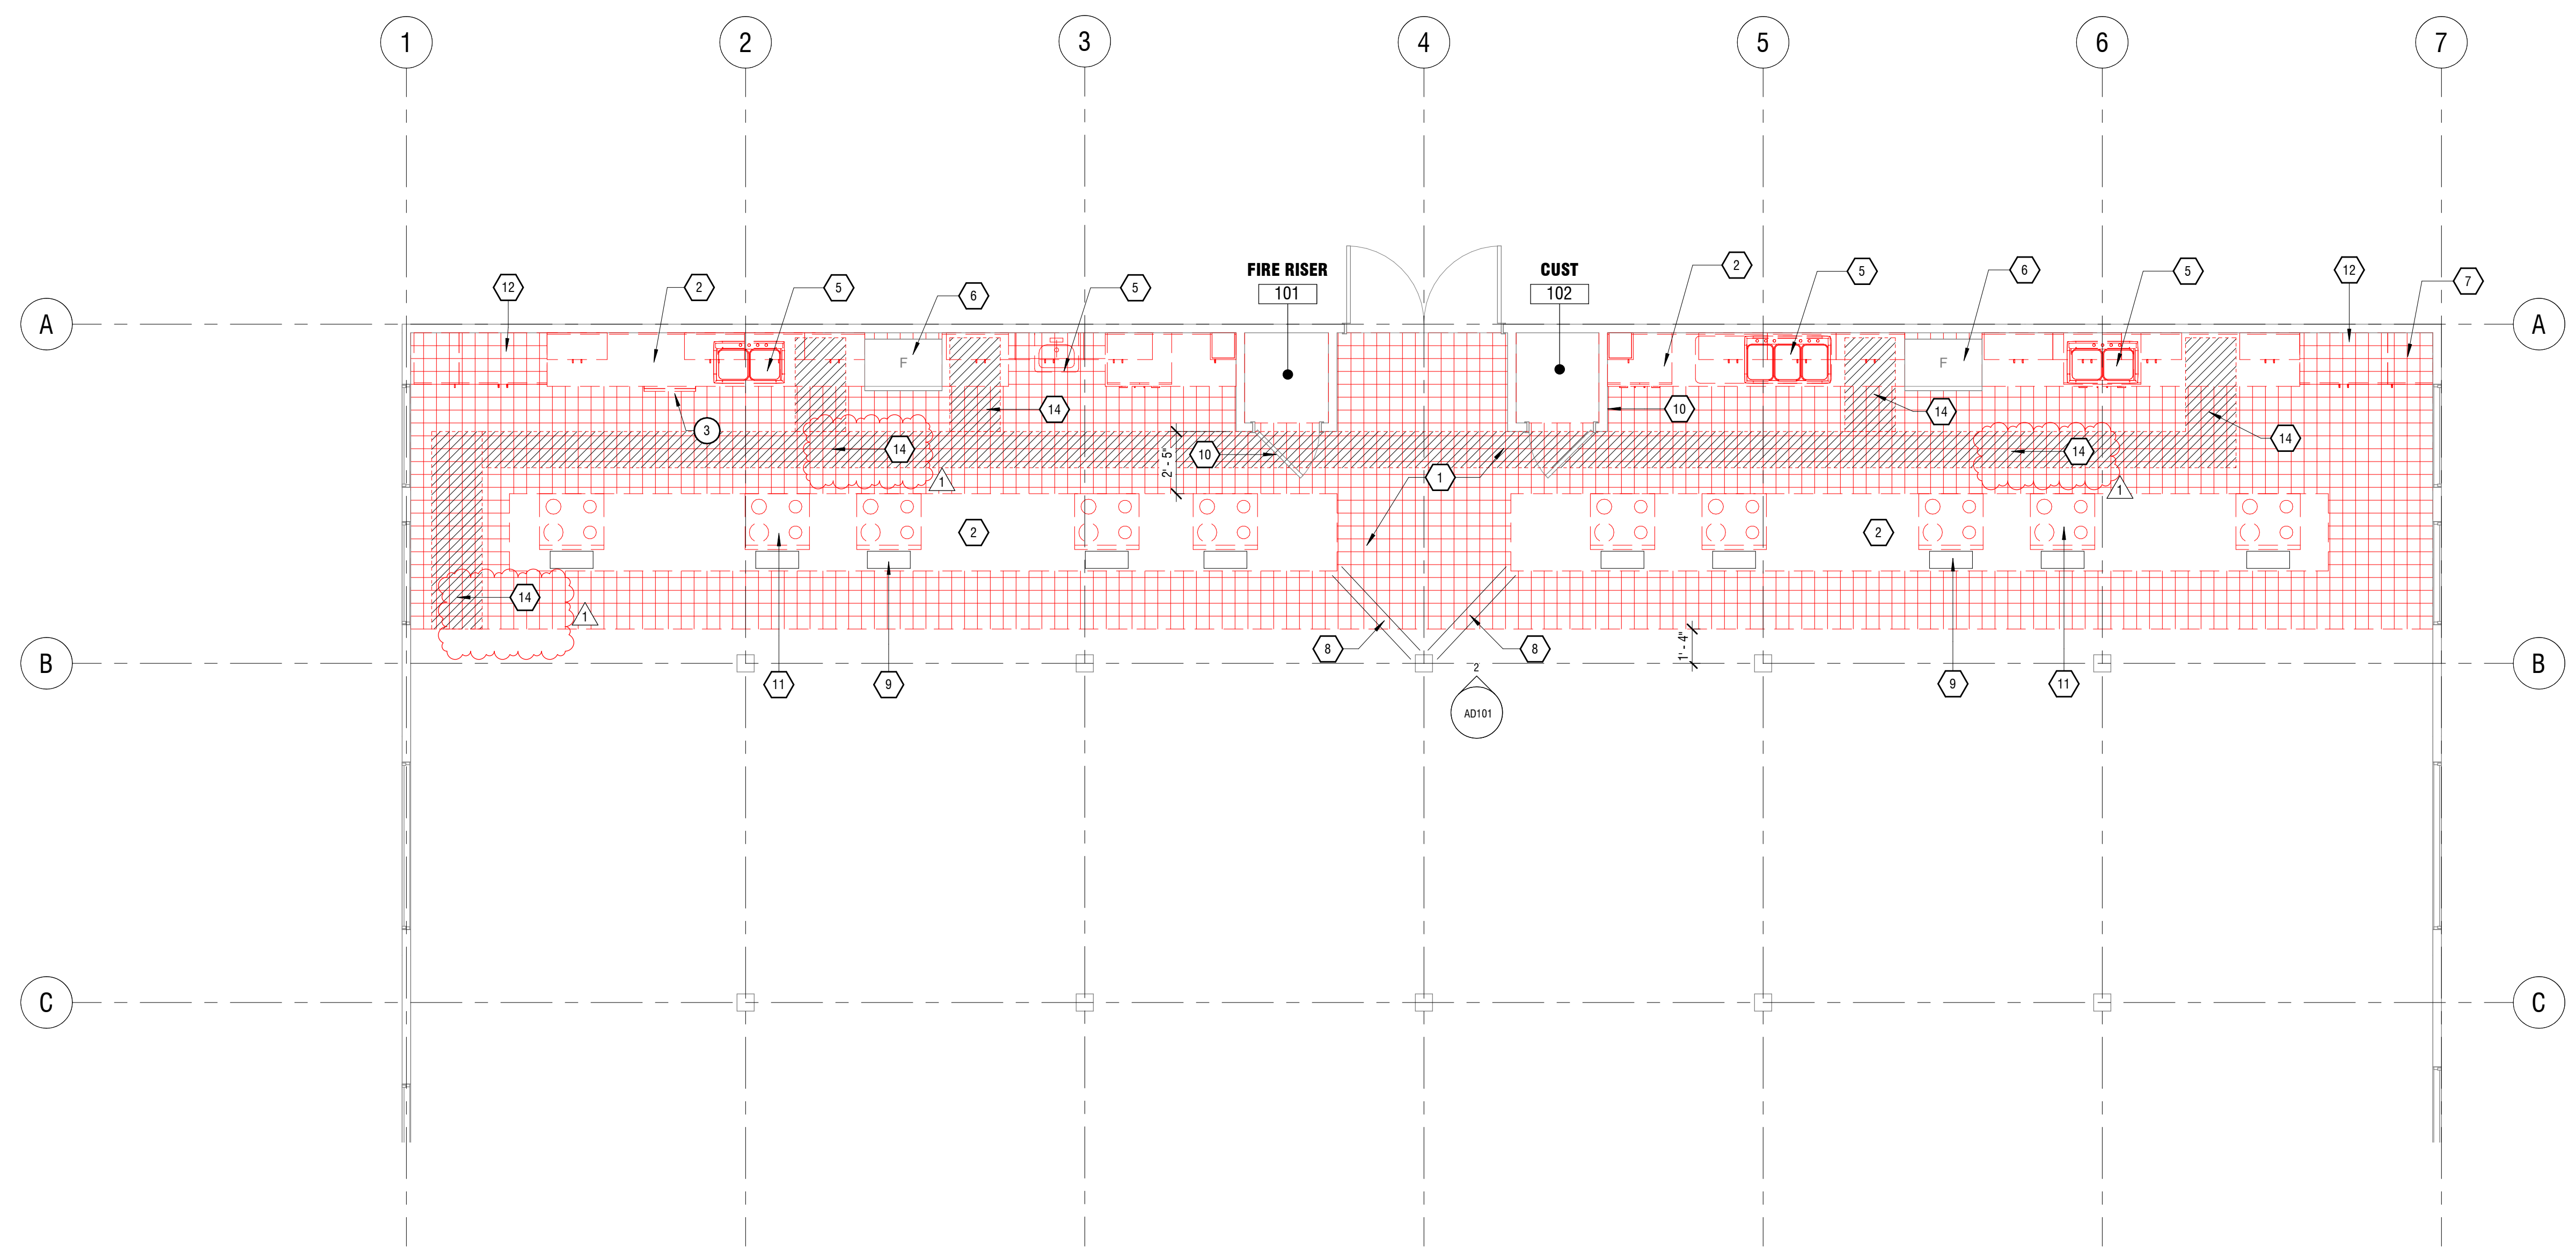 1 2 3 4 5 6 7
FIRE RISER CUST
101 102
12 2 5 6 5 2 5 6 5 12 7
A A
F F
14 10 14
3 14 10 14 14
2' - 5"
1 1 1
2 2
14 1
8 8 1' - 4"
B B
2
11 9 9 11
AD101
C C